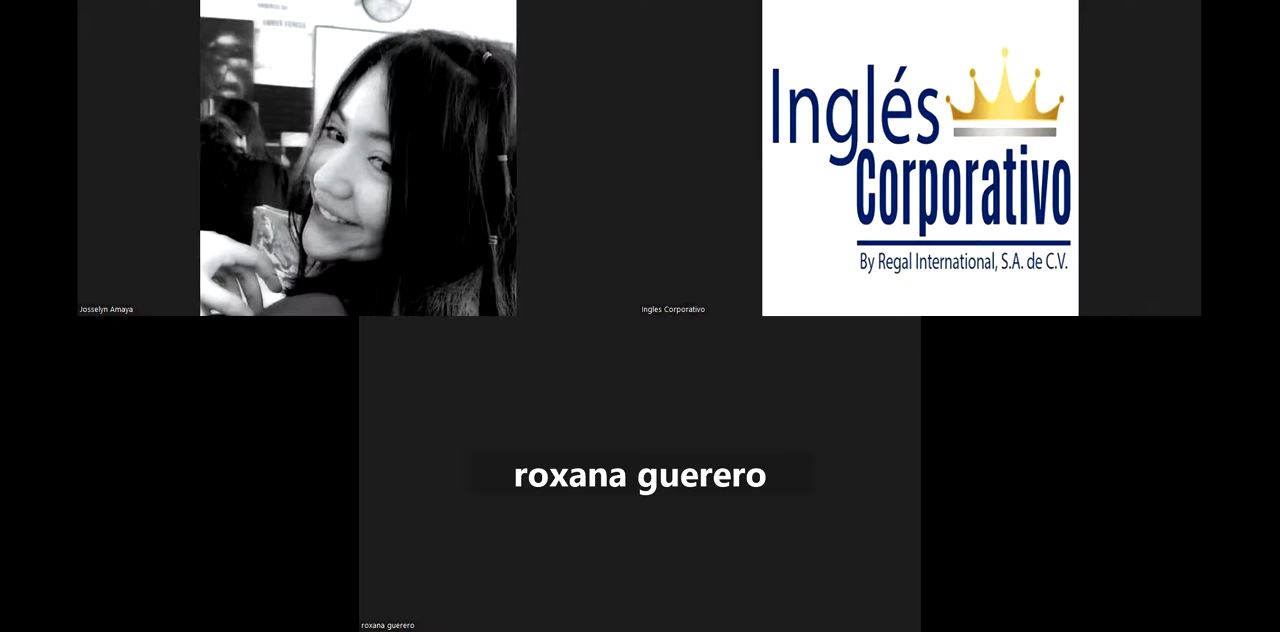 Josselyn Amaya
Inglés
Corporativo
By Regal International, S.A. de C.V.
Ingles Corporativo
roxana guerero
roxana guerero